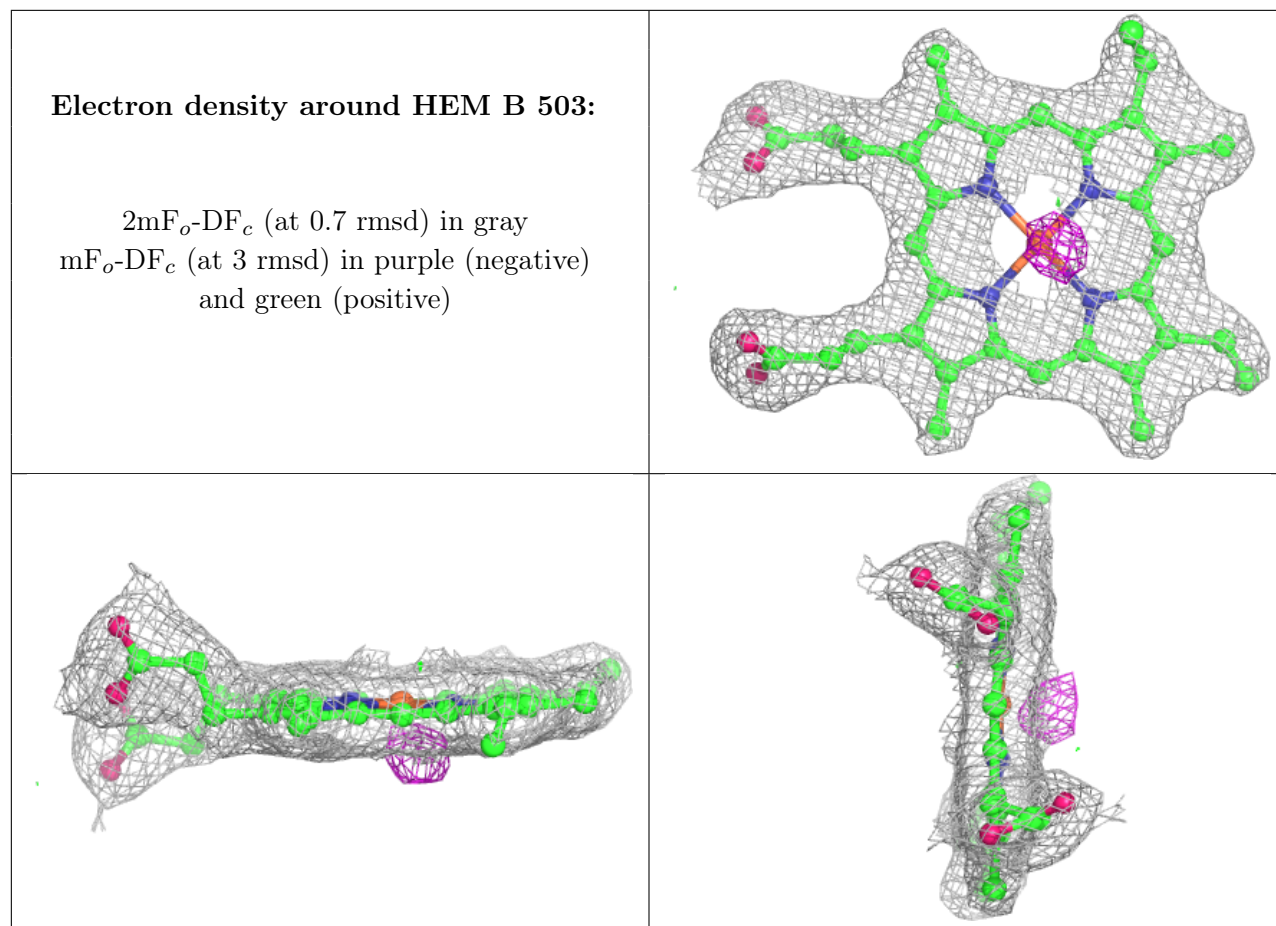 Electron density around HEM B 503:
2mFₒ-DF𝒸 (at 0.7 rmsd) in gray
mFₒ-DF𝒸 (at 3 rmsd) in purple (negative)
and green (positive)